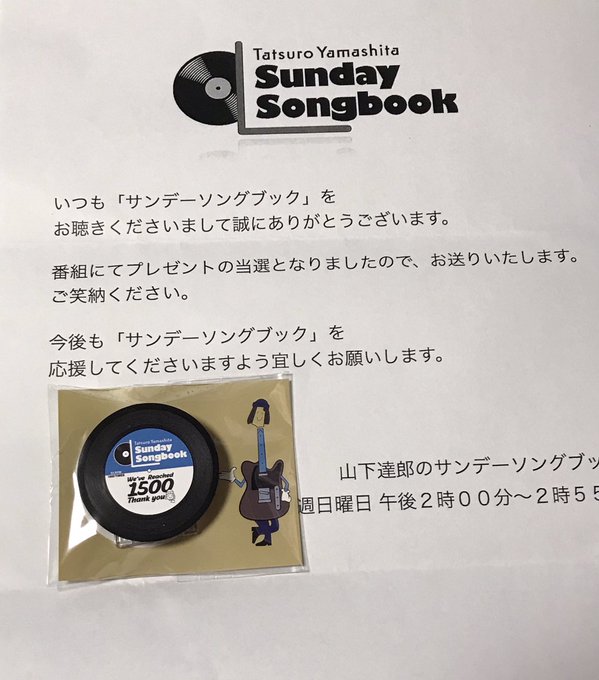 Tatsuro Yamashita
Sunday
Songbook
いつも「サンデーソングブック」を
お聴きくださいまして誠にありがとうございます。
番組にてプレゼントの当選となりましたので、お送りいたします。
ご笑納ください。
今後も「サンデーソングブック」を
応援してくださいますよう宜しくお願いします。
Tatsuro Yamashita
Sunday
Songbook
We've Reached
1500
Thank you
山下達郎のサンデーソングブッ
週日曜日 午後2時00分〜2時55